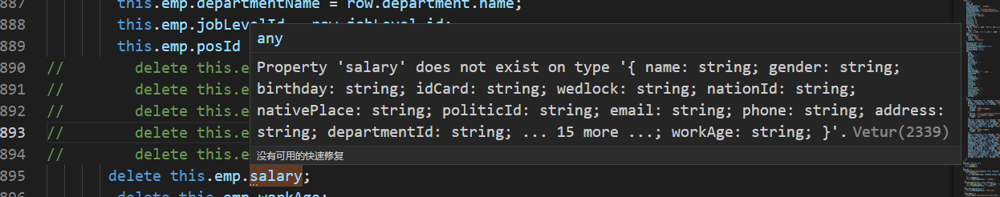 887 this.emp.departmentName = row.department.name;
888 this.emp.jobLevelId = row.jobLevel.id;
889 this.emp.posId
890 // delete this.e
891 // delete this.e
892 // delete this.e
893 // delete this.e
894 // delete this.e
895 delete this.emp.salary;
delete this.emp.workAge;
any
Property 'salary' does not exist on type '{ name: string; gender: string;
birthday: string; idCard: string; wedlock: string; nationId: string;
nativePlace: string; politicId: string; email: string; phone: string; address:
string; departmentId: string; ... 15 more ...; workAge: string; }'. Vetur(2339)
没有可用的快速修复